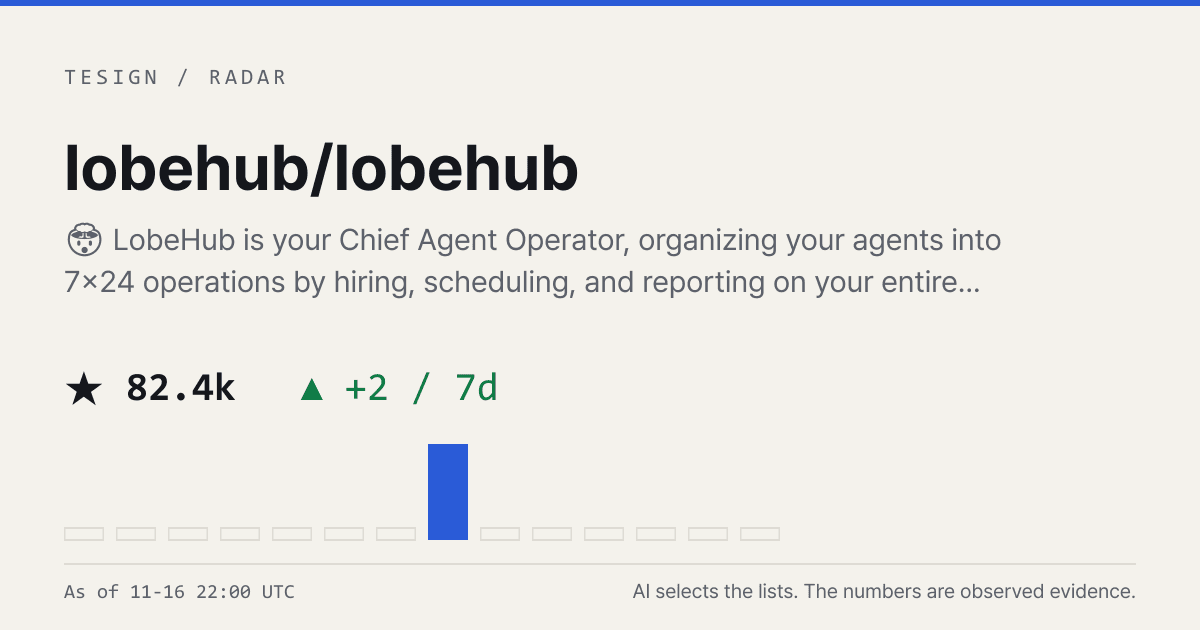 TESIGN / RADAR
lobehub/lobehub
🤯 LobeHub is your Chief Agent Operator, organizing your agents into
7×24 operations by hiring, scheduling, and reporting on your entire…
★ 82.4k ▲ +2 / 7d
As of 11-16 22:00 UTC
AI selects the lists. The numbers are observed evidence.